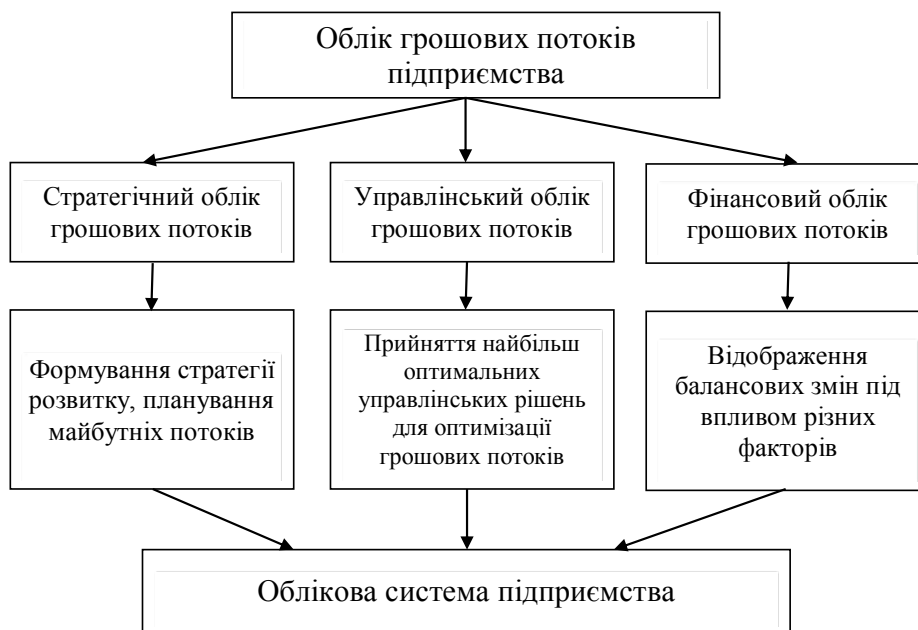 Облік грошових потоків
підприємства
Стратегічний облік
грошових потоків
Управлінський облік
грошових потоків
Фінансовий облік
грошових потоків
Формування стратегії
розвитку, планування
майбутніх потоків
Прийняття найбільш
оптимальних
управлінських рішень
для оптимізації
грошових потоків
Відображення
балансових змін під
впливом різних
факторів
Облікова система підприємства